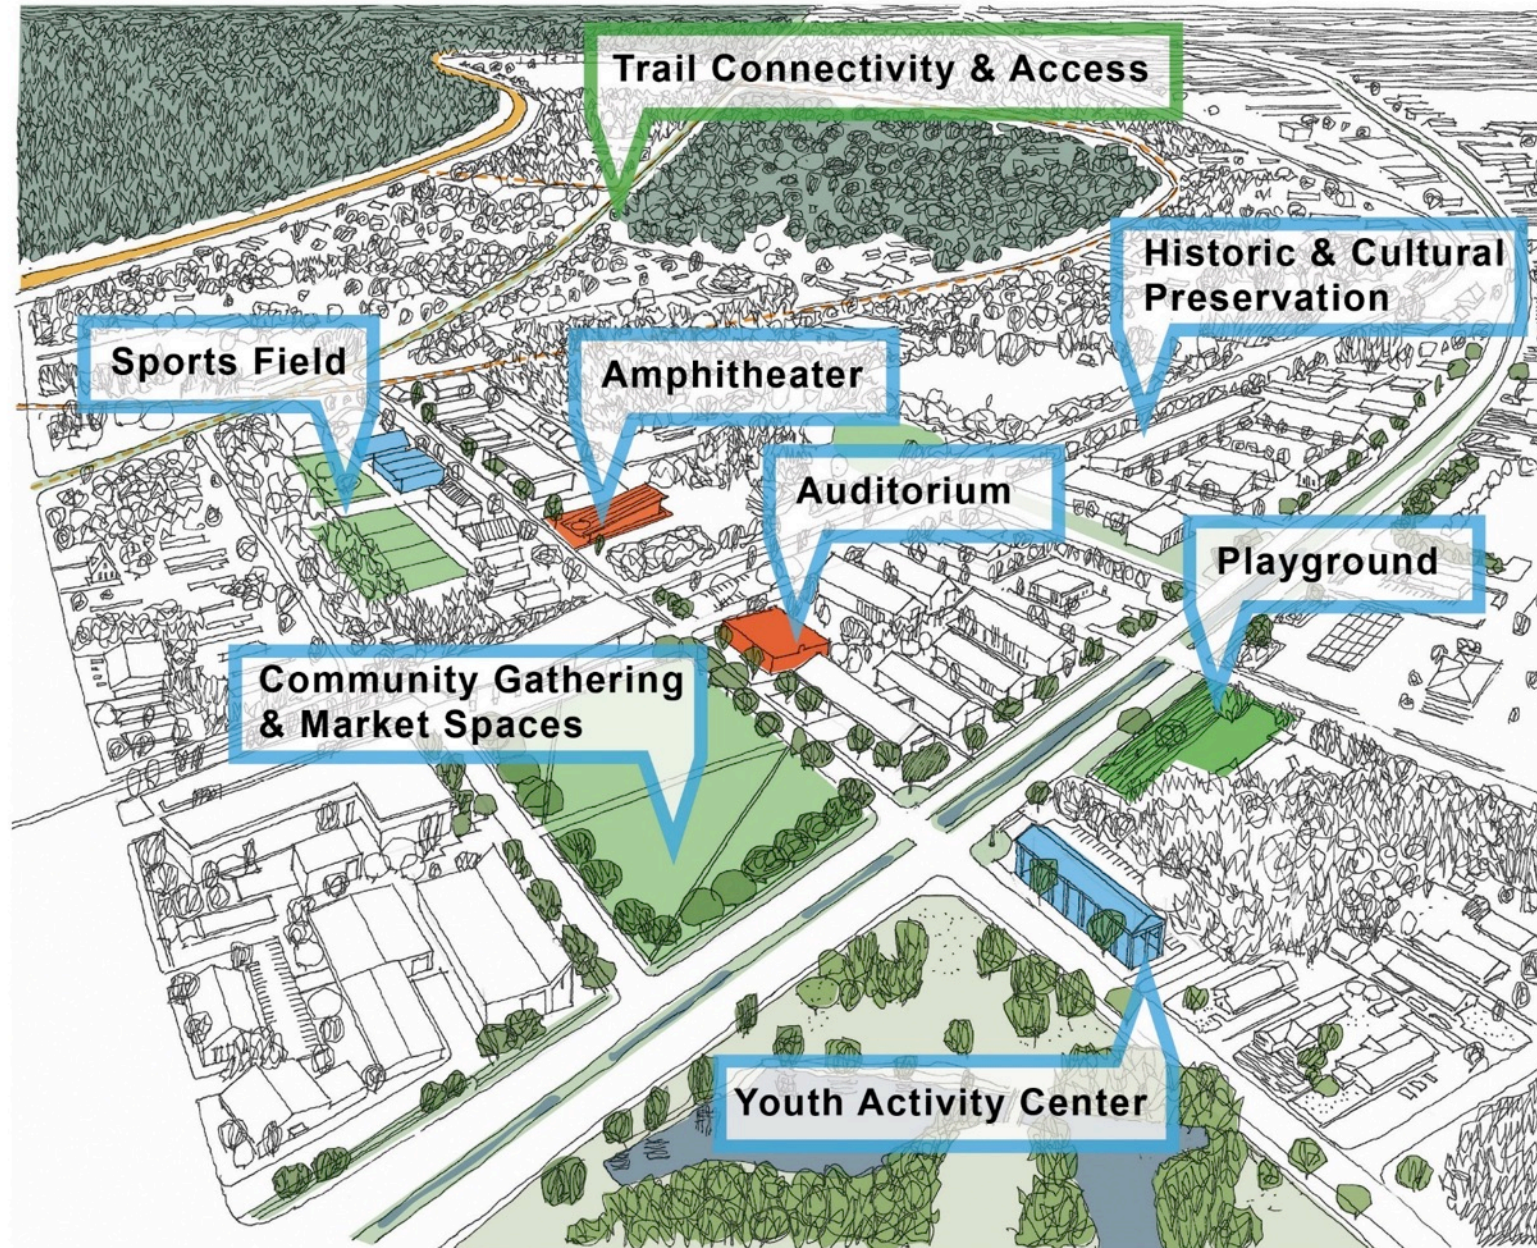 Trail Connectivity & Access
Historic & Cultural
Preservation
Sports Field
Amphitheater
Auditorium
Playground
Community Gathering
& Market Spaces
Youth Activity Center